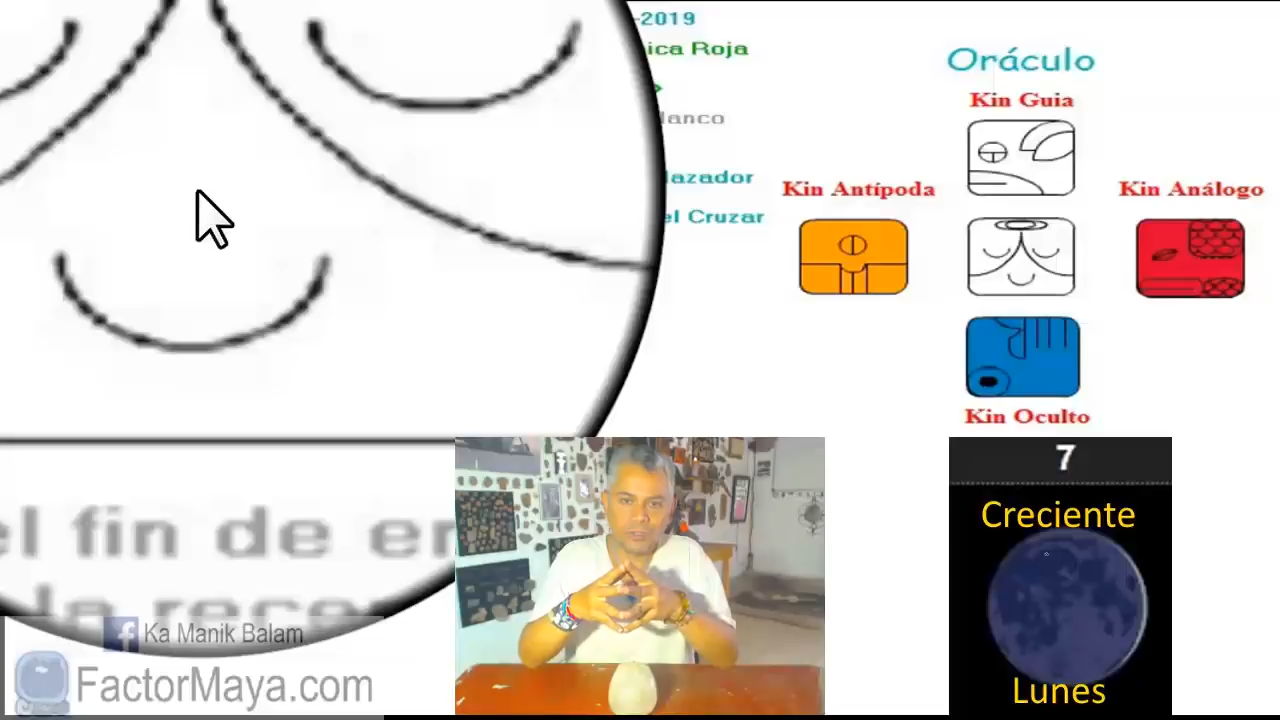 -2019
ica Roja
lanco
lazador
el Cruzar
Oráculo
Kin Guia
Kin Antípoda
Kin Análogo
Kin Oculto
el fin de
Ka Manik Balam
FactorMaya.com
7
Creciente
Lunes